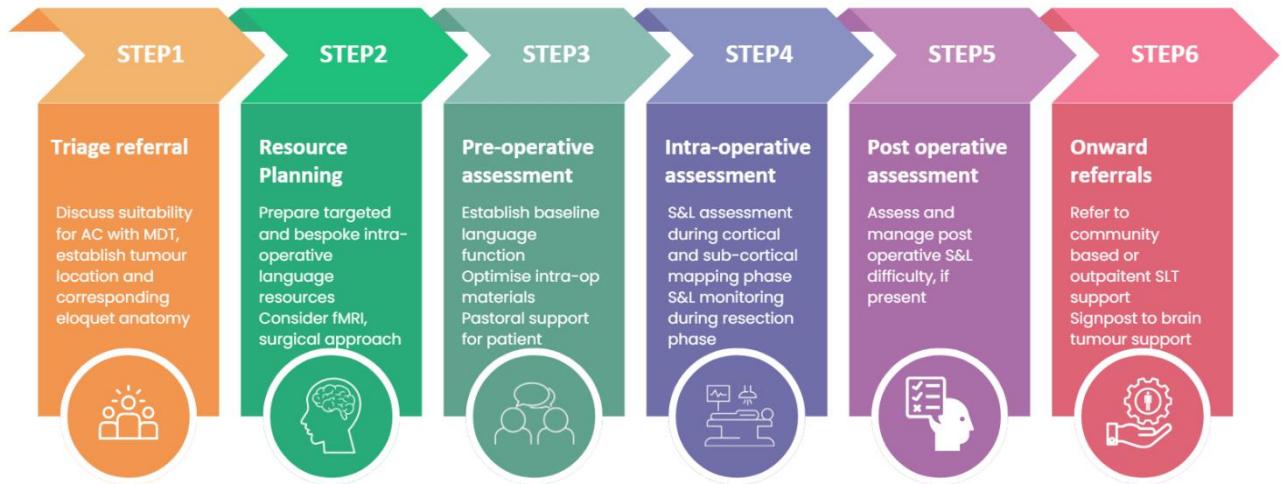 STEP1
Triage referral
Discuss suitability
for AC with MDT,
establish tumour
location and
corresponding
eloquet anatomy
STEP2
Resource
Planning
Prepare targeted
and bespoke intra-
operative
language
resources
Consider fMRI,
surgical approach
STEP3
Pre-operative
assessment
Establish baseline
language
function
Optimise intra-op
materials
Pastoral support
for patient
STEP4
Intra-operative
assessment
S&L assessment
during cortical
and sub-cortical
mapping phase
S&L monitoring
during resection
phase
STEP5
Post operative
assessment
Assess and
manage post
operative S&L
difficulty, if
present
STEP6
Onward
referrals
Refer to
community
based or
outpaitent SLT
support
Signpost to brain
tumour support